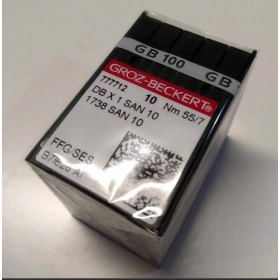 GB 100
GB
GROZ-BECKERT®
777712 10 Nm 55/7
DB X 1 SAN 10
1738 SAN 10
FFG/SES